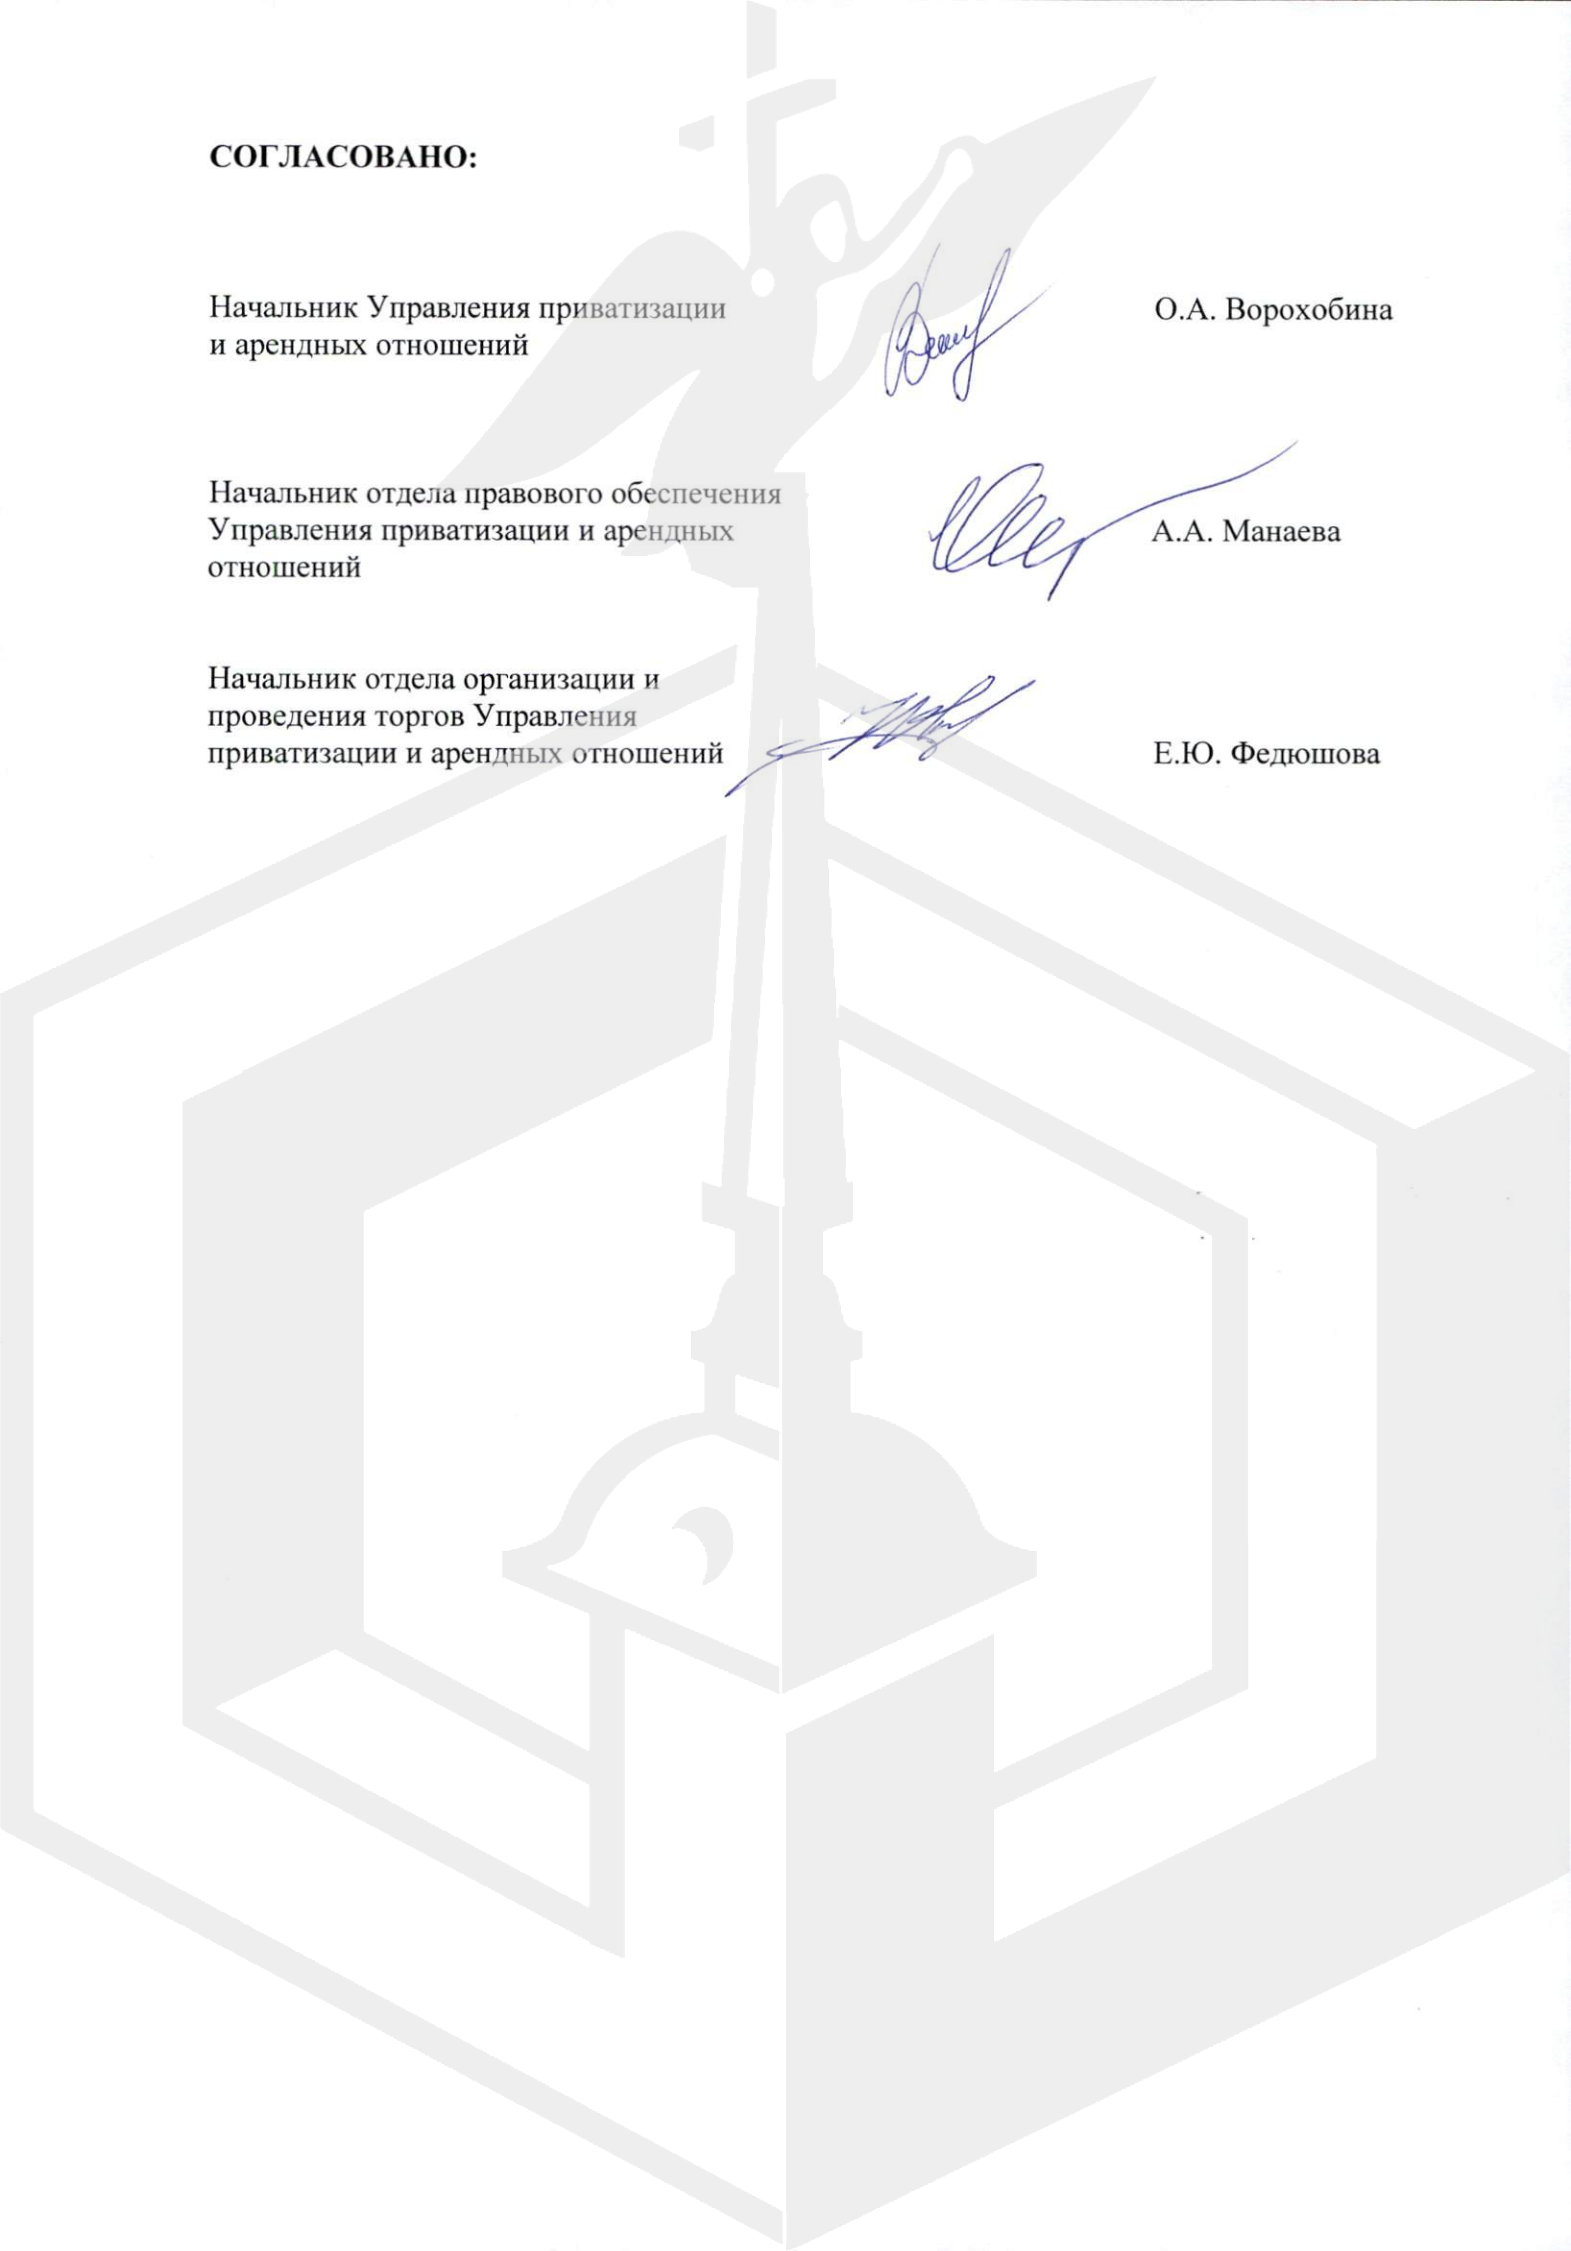 СОГЛАСОВАНО:
Начальник Управления приватизации
и арендных отношений
О.А. Ворохобина
Начальник отдела правового обеспечения
Управления приватизации и арендных
отношений
А.А. Манаева
Начальник отдела организации и
проведения торгов Управления
приватизации и арендных отношений
Е.Ю. Федюшова